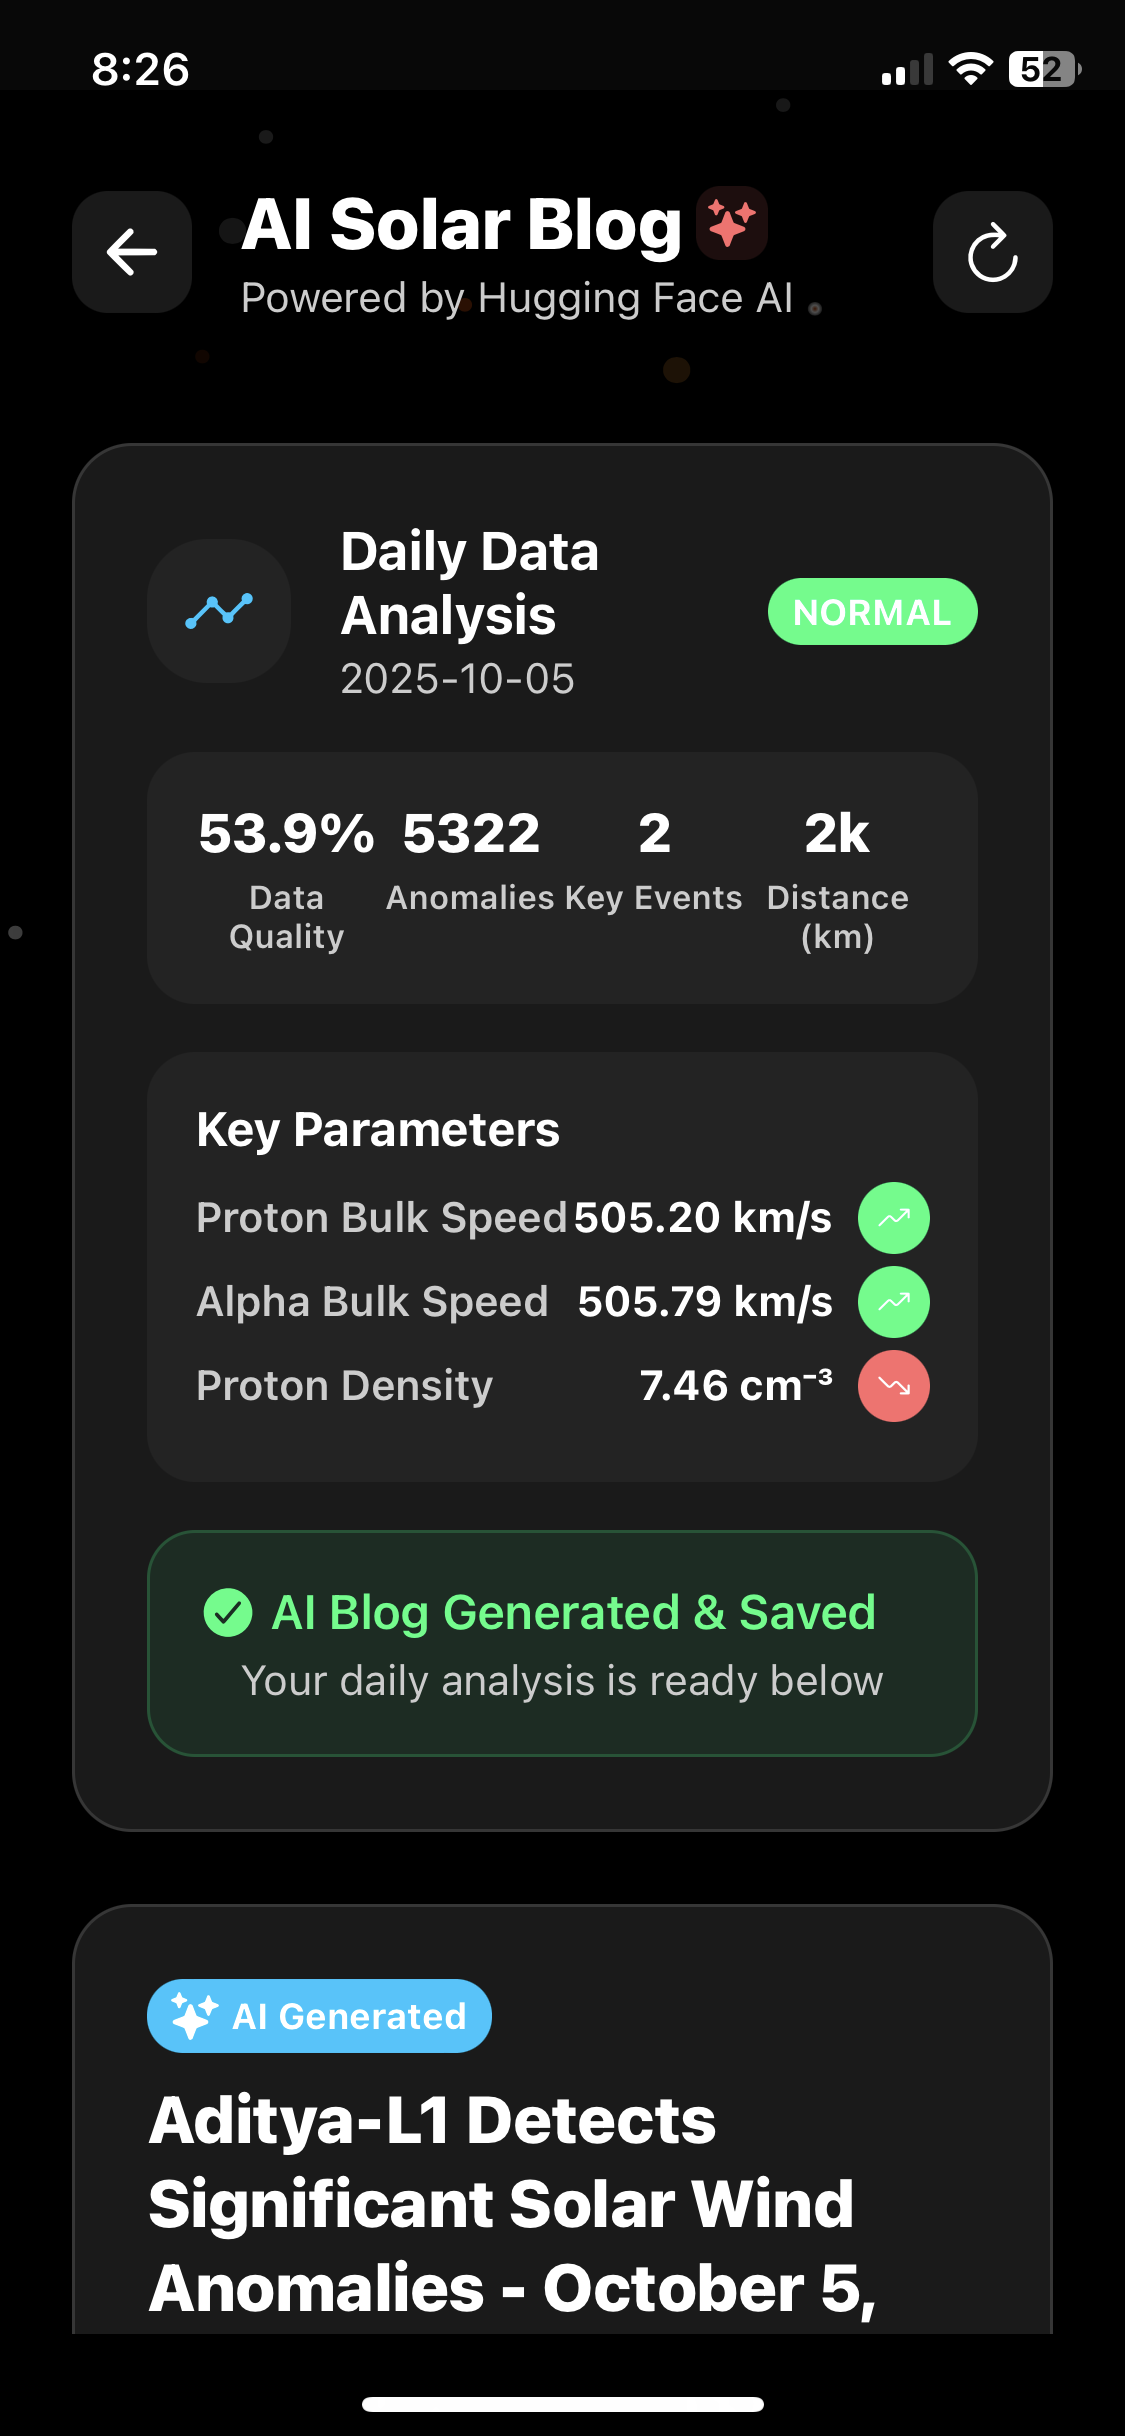 8:26
52
AI Solar Blog
Powered by Hugging Face AI
Daily Data
Analysis
2025-10-05
NORMAL
53.9% 5322 2 2k
Data Quality Anomalies Key Events Distance (km)
Key Parameters
Proton Bulk Speed 505.20 km/s
Alpha Bulk Speed 505.79 km/s
Proton Density 7.46 cm⁻³
AI Blog Generated & Saved
Your daily analysis is ready below
AI Generated
Aditya-L1 Detects
Significant Solar Wind
Anomalies - October 5,